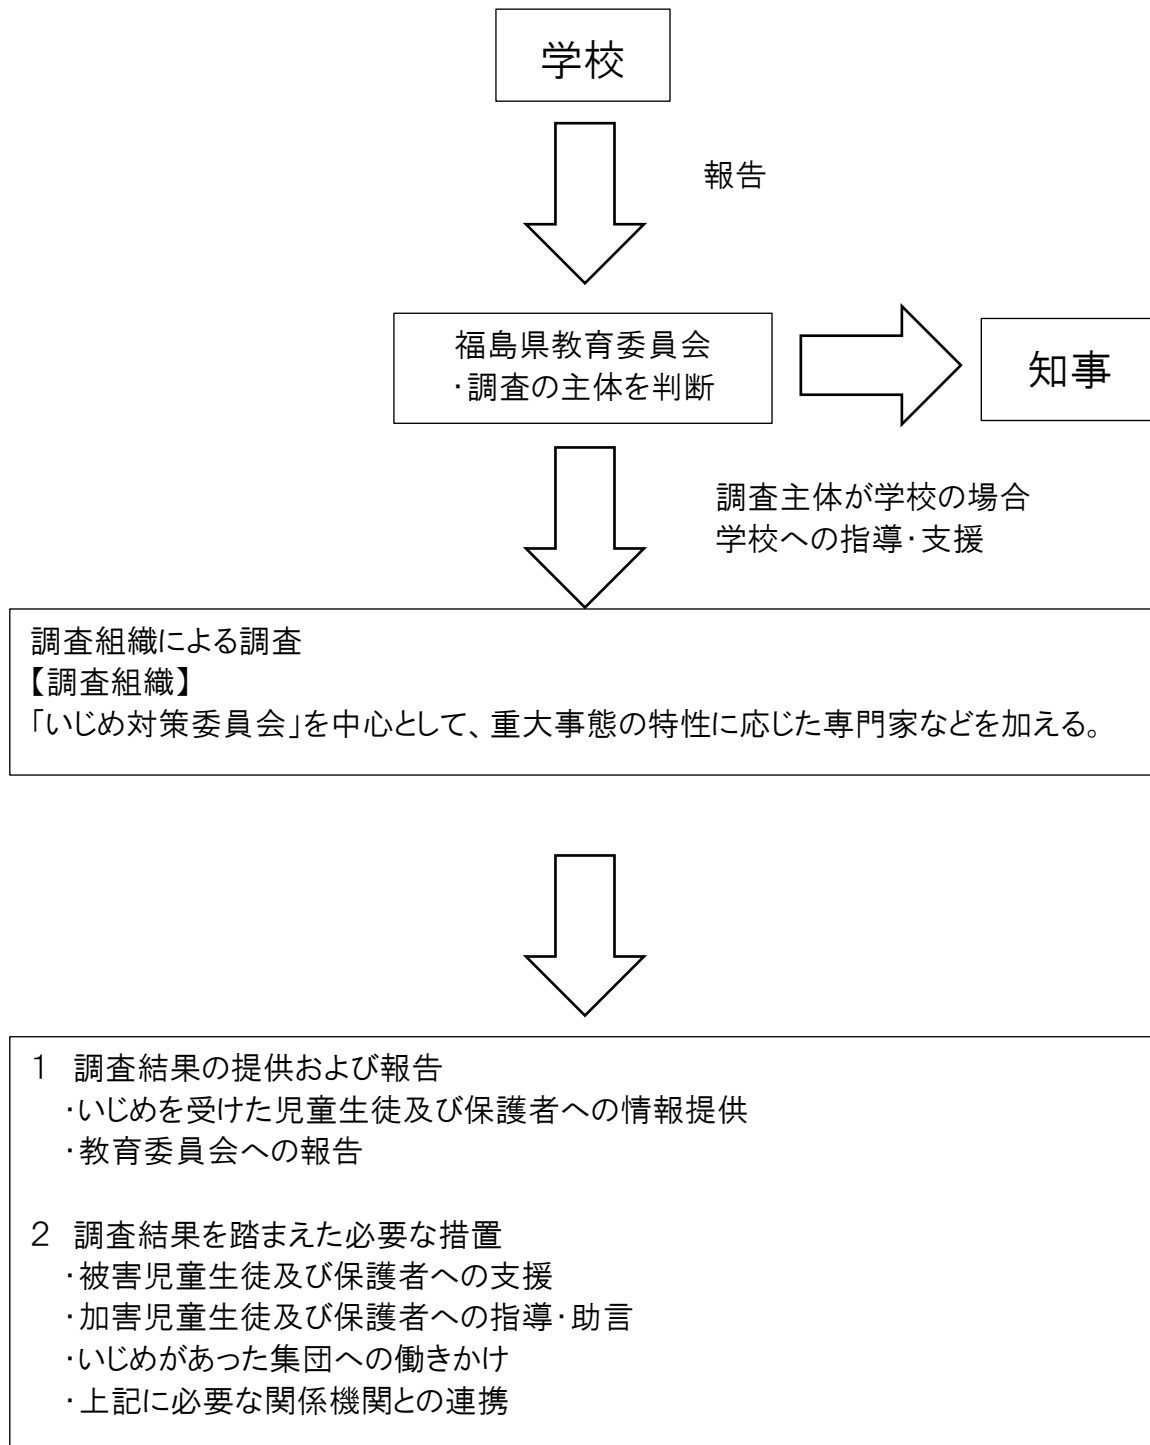 学校
報告
福島県教育委員会
・調査の主体を判断
知事
調査主体が学校の場合
学校への指導・支援
調査組織による調査
【調査組織】
「いじめ対策委員会」を中心として、重大事態の特性に応じた専門家などを加える。
1 調査結果の提供および報告
・いじめを受けた児童生徒及び保護者への情報提供
・教育委員会への報告
2 調査結果を踏まえた必要な措置
・被害児童生徒及び保護者への支援
・加害児童生徒及び保護者への指導・助言
・いじめがあった集団への働きかけ
・上記に必要な関係機関との連携